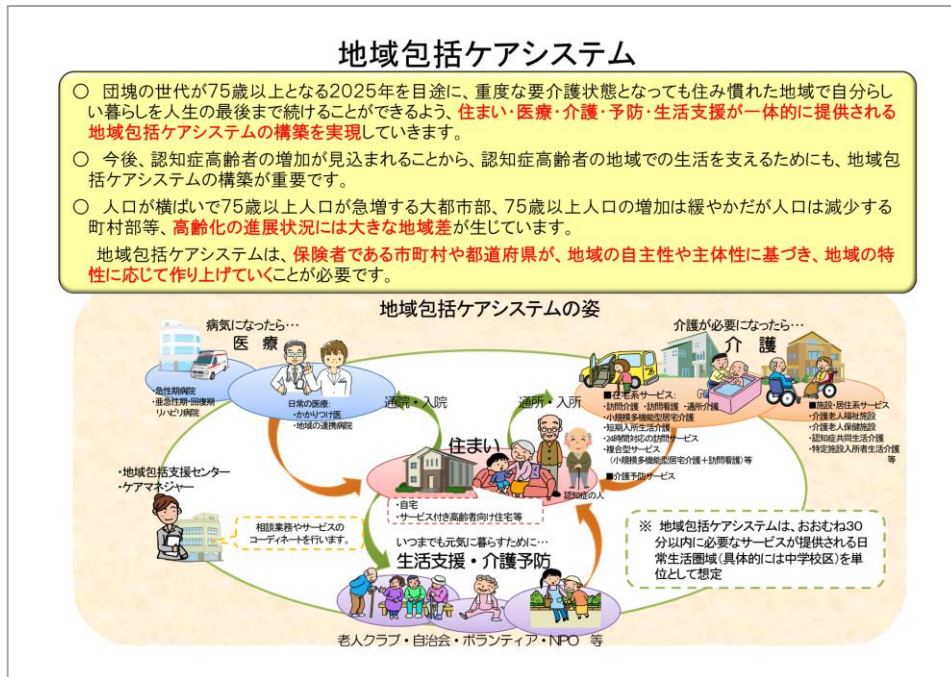 地域包括ケアシステム
○ 団塊の世代が75歳以上となる2025年を目途に、重度な要介護状態となっても住み慣れた地域で自分らし
い暮らしを人生の最後まで続けることができるよう、住まい・医療・介護・予防・生活支援が一体的に提供される
地域包括ケアシステムの構築を実現していきます。
○ 今後、認知症高齢者の増加が見込まれることから、認知症高齢者の地域での生活を支えるためにも、地域包
括ケアシステムの構築が重要です。
○ 人口が横ばいで75歳以上人口が急増する大都市部、75歳以上人口の増加は緩やかだが人口は減少する
町村部等、高齢化の進展状況には大きな地域差が生じています。
地域包括ケアシステムは、保険者である市町村や都道府県が、地域の自主性や主体性に基づき、地域の特
性に応じて作り上げていくことが必要です。
地域包括ケアシステムの姿
病気になったら…
医 療
・急性期病院
・亜急性期・回復期
リハビリ病院
日常の医療:
・かかりつけ医
・地域の連携病院
通院・入院
通所・入所
介護が必要になったら…
介 護
■在宅系サービス:
・訪問介護 ・訪問看護 ・通所介護
・小規模多機能型居宅介護
・短期入所生活介護
・24時間対応の訪問サービス
・複合型サービス
(小規模多機能型居宅介護+訪問看護)等
■介護予防サービス
■施設・居住系サービス
・介護老人福祉施設
・介護老人保健施設
・認知症共同生活介護
・特定施設入所者生活介護
等
住まい
・自宅
・サービス付き高齢者向け住宅等
認知症の人
・地域包括支援センター
・ケアマネジャー
相談業務やサービスの
コーディネートを行います。
いつまでも元気に暮らすために…
生活支援・介護予防
老人クラブ・自治会・ボランティア・NPO 等
※ 地域包括ケアシステムは、おおむね30
分以内に必要なサービスが提供される日
常生活圏域(具体的には中学校区)を単
位として想定